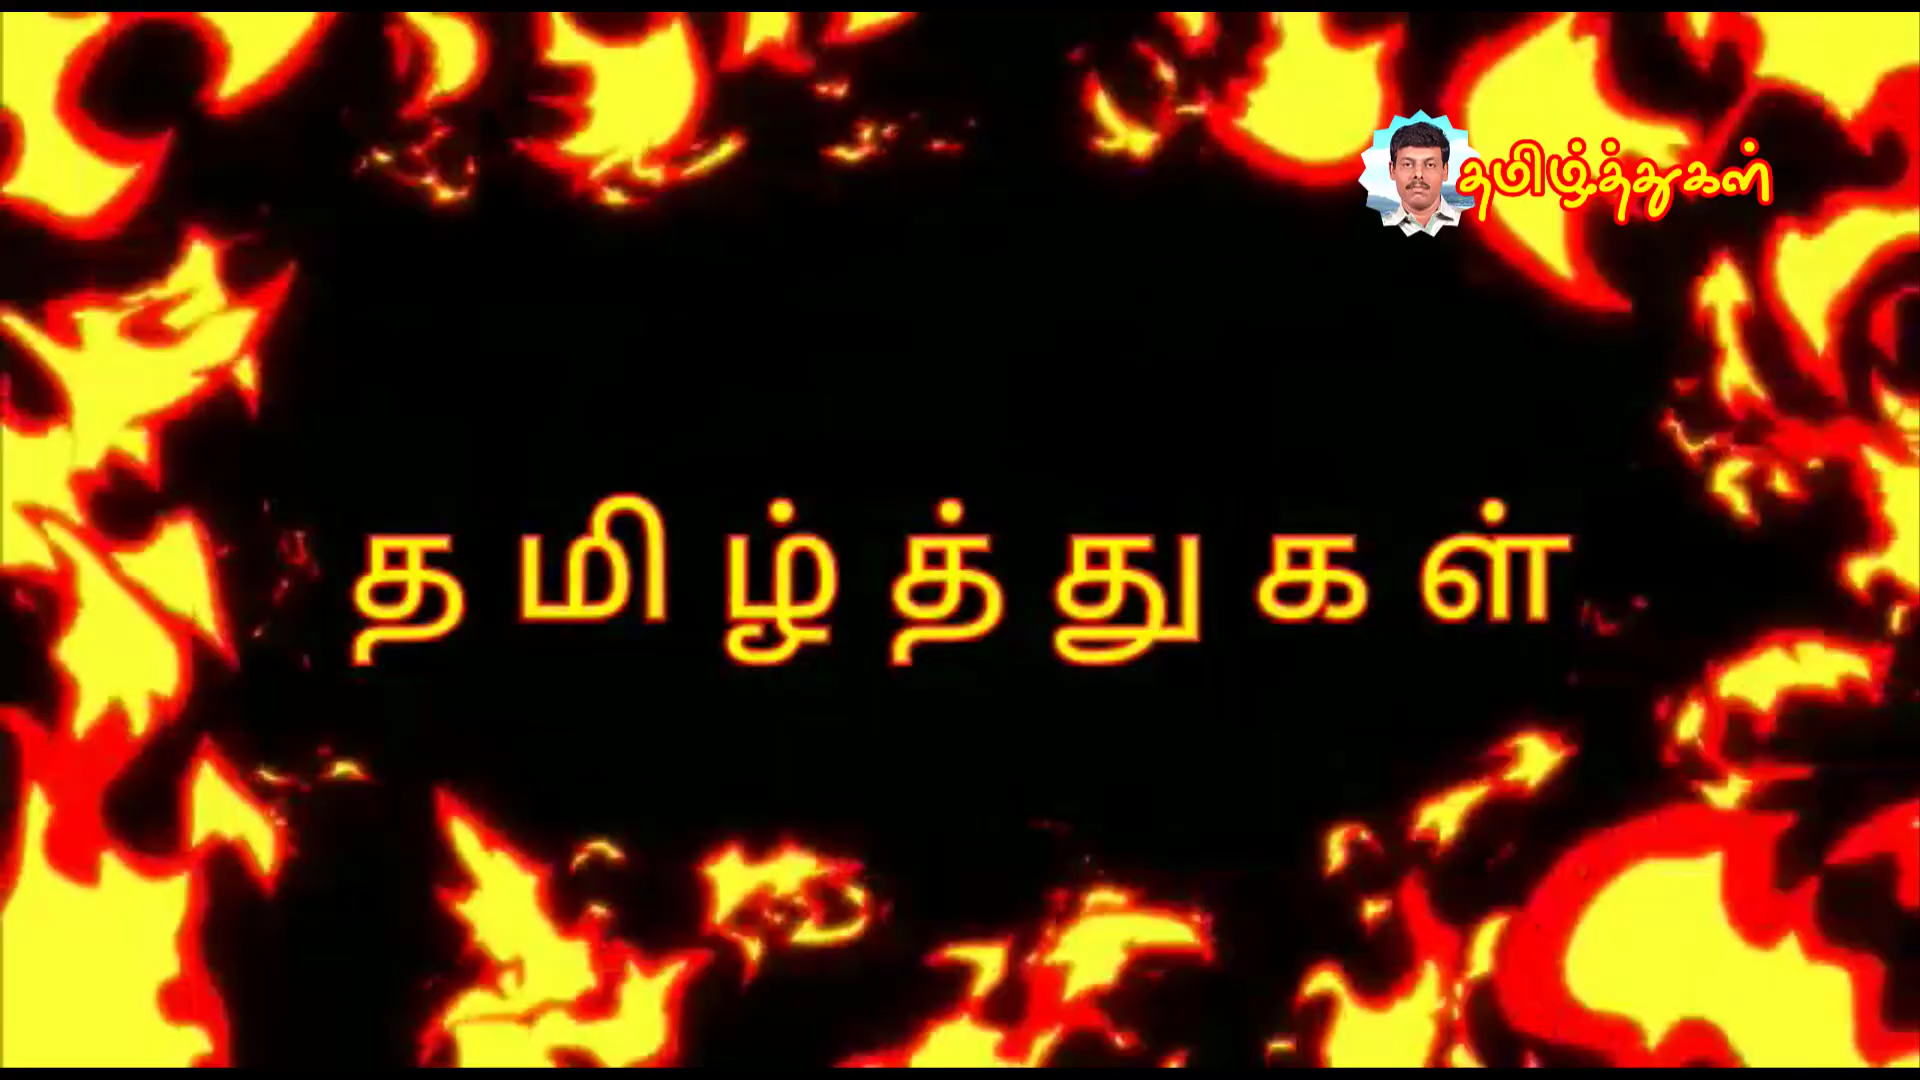 தமிழ்த்துகள்
த மி ழ் த் து க ள்